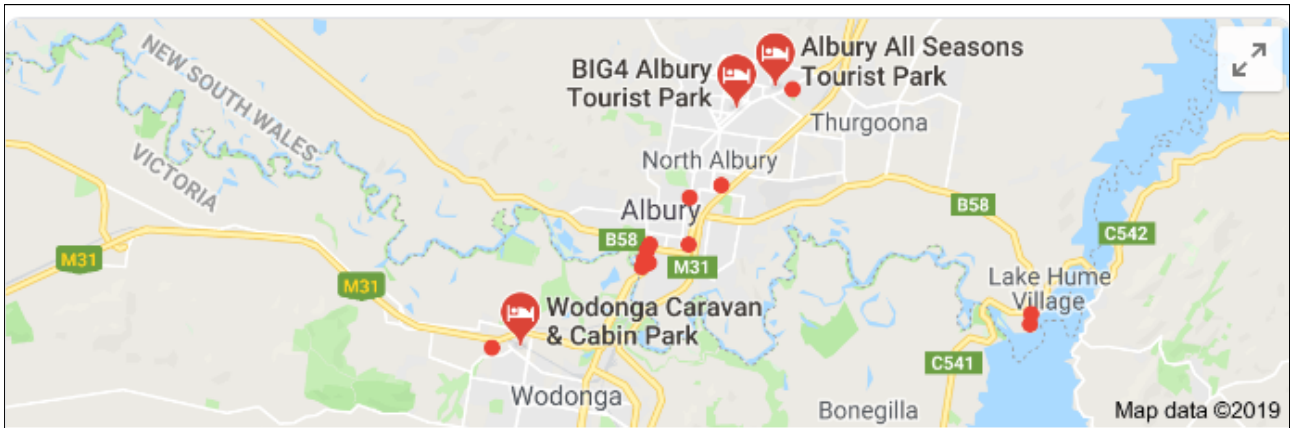 NEW SOUTH WALES
VICTORIA
BIG4 Albury
Tourist Park
Albury All Seasons
Tourist Park
Thurgoona
North Albury
Albury
B58
B58
M31
M31
M31
C542
Lake Hume
Village
Wodonga Caravan
& Cabin Park
C541
Wodonga
Bonegilla
Map data ©2019